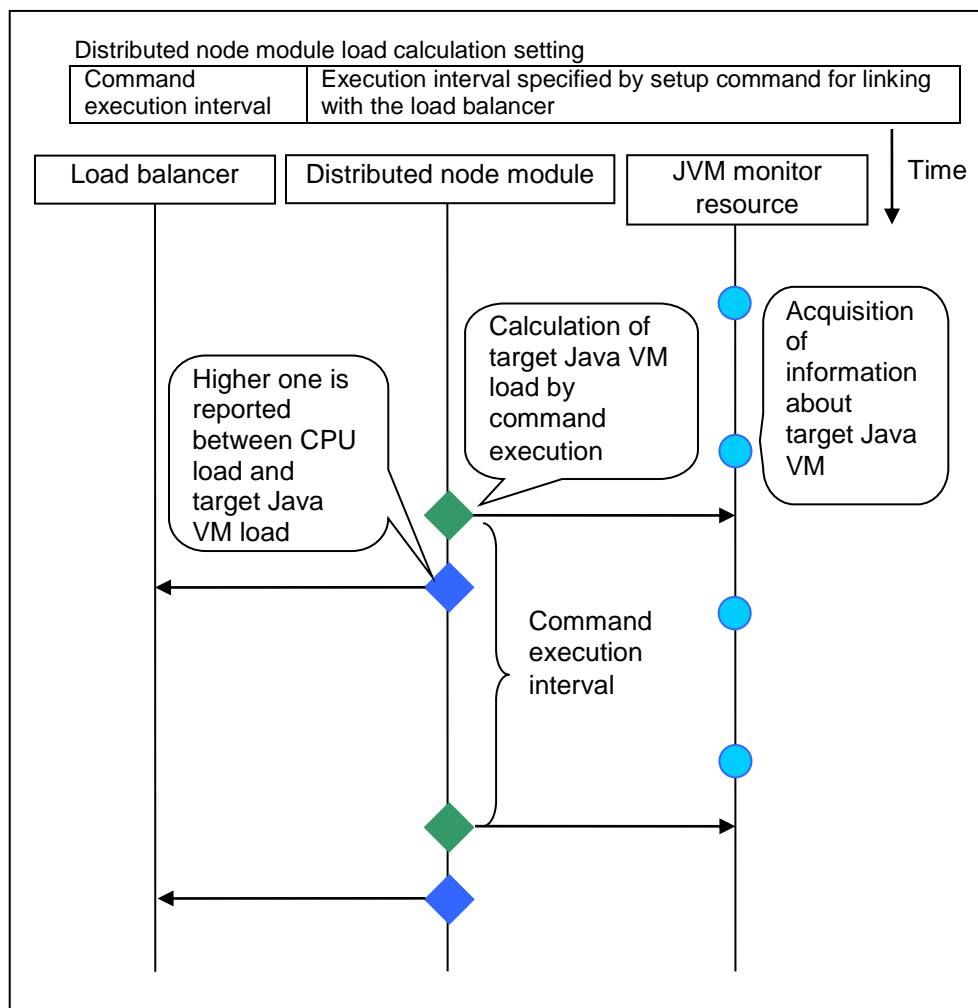 Distributed node module load calculation setting
Command
execution interval
Execution interval specified by setup command for linking
with the load balancer
Time
Load balancer
Distributed node module
JVM monitor
resource
Acquisition
of
information
about
target Java
VM
Calculation of
target Java VM
load by
command
execution
Higher one is
reported
between CPU
load and
target Java
VM load
Command
execution
interval